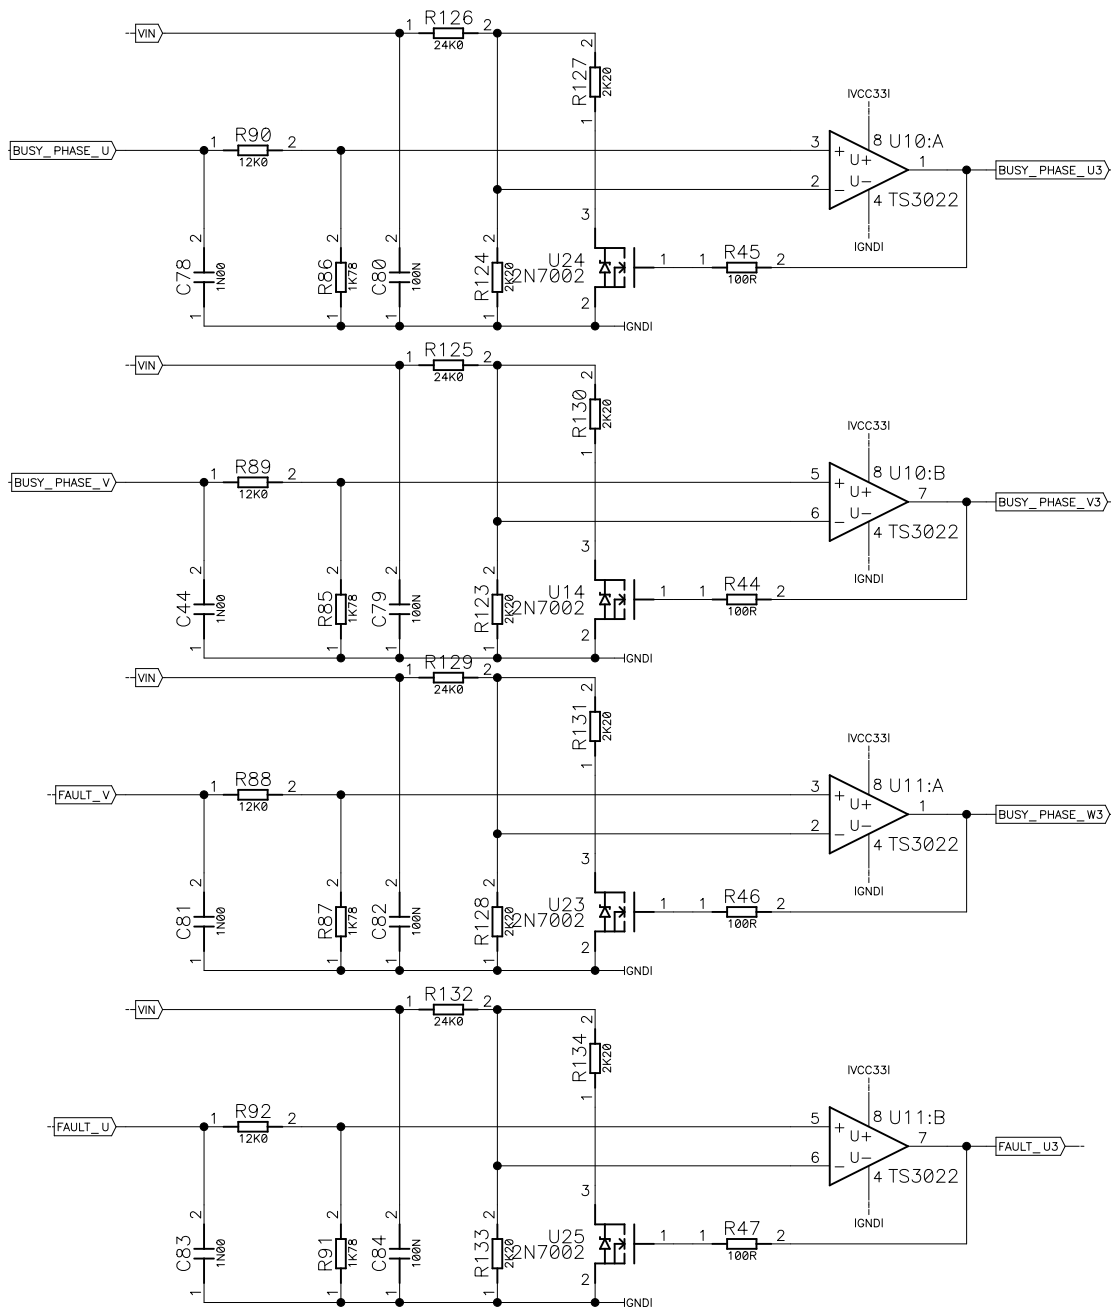 VIN
1 R126 2
24K0
2
R127
2K20
1
IVCC33I
BUSY_PHASE_U
1 R90 2
12K0
3
+
U+
8 U10:A
1
BUSY_PHASE_U3
2
−
U−
4 TS3022
IGNDI
2
C78
1N00
1
2
R86
1K78
1
2
C80
100N
1
2
R124
2K20
1
3
U24
2N7002
2
1
1 R45 2
100R
IGNDI
VIN
1 R125 2
24K0
2
R130
2K20
1
IVCC33I
BUSY_PHASE_V
1 R89 2
12K0
5
+
U+
8 U10:B
7
BUSY_PHASE_V3
6
−
U−
4 TS3022
IGNDI
2
C44
1N00
1
2
R85
1K78
1
2
C79
100N
1
2
R123
2K20
1
3
U14
2N7002
2
1
1 R44 2
100R
IGNDI
VIN
1 R129 2
24K0
2
R131
2K20
1
IVCC33I
FAULT_V
1 R88 2
12K0
3
+
U+
8 U11:A
1
BUSY_PHASE_W3
2
−
U−
4 TS3022
IGNDI
2
C81
1N00
1
2
R87
1K78
1
2
C82
100N
1
2
R128
2K20
1
3
U23
2N7002
2
1
1 R46 2
100R
IGNDI
VIN
1 R132 2
24K0
2
R134
2K20
1
IVCC33I
FAULT_U
1 R92 2
12K0
5
+
U+
8 U11:B
7
FAULT_U3
6
−
U−
4 TS3022
IGNDI
2
C83
1N00
1
2
R91
1K78
1
2
C84
100N
1
2
R133
2K20
1
3
U25
2N7002
2
1
1 R47 2
100R
IGNDI